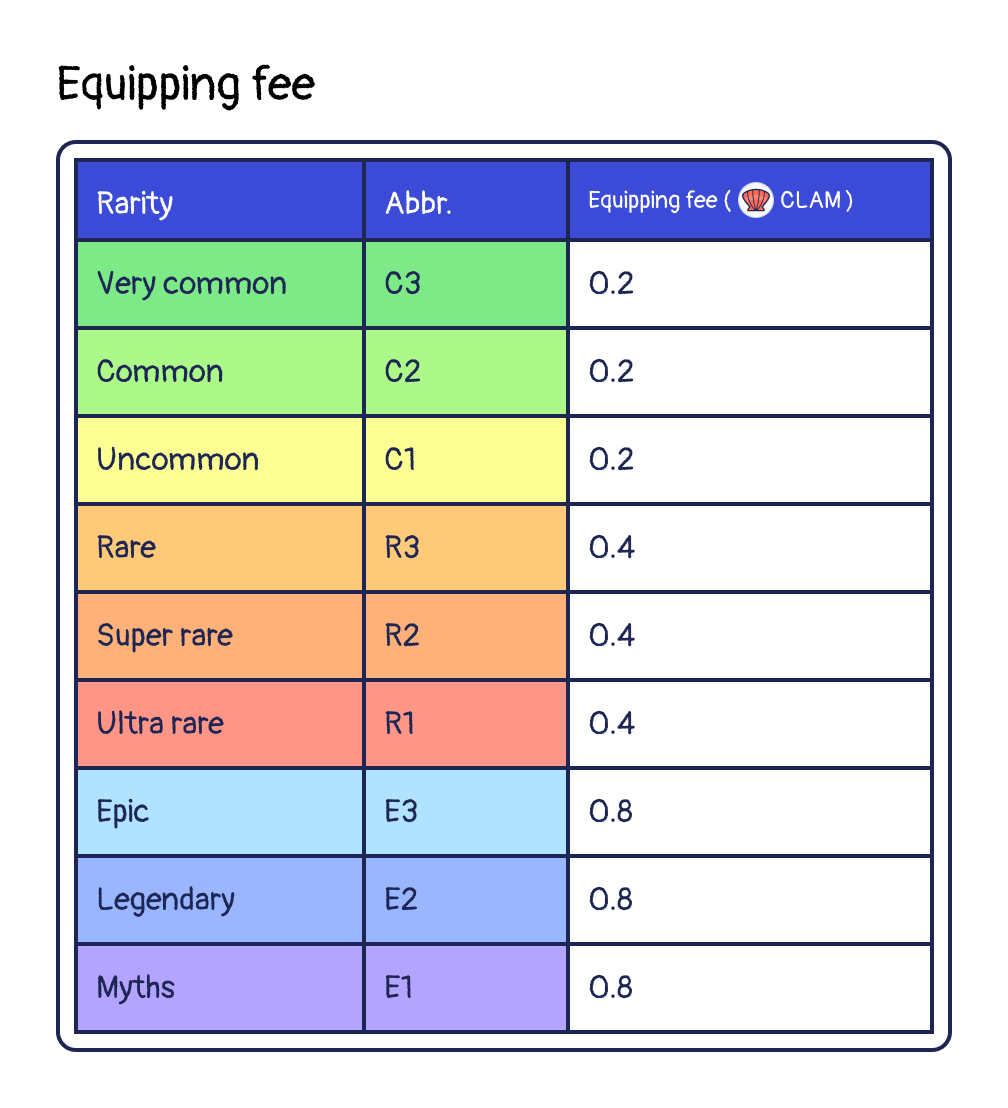 Equipping fee
Rarity Abbr. Equipping fee ( CLAM )
Very common C3 0.2
Common C2 0.2
Uncommon C1 0.2
Rare R3 0.4
Super rare R2 0.4
Ultra rare R1 0.4
Epic E3 0.8
Legendary E2 0.8
Myths E1 0.8